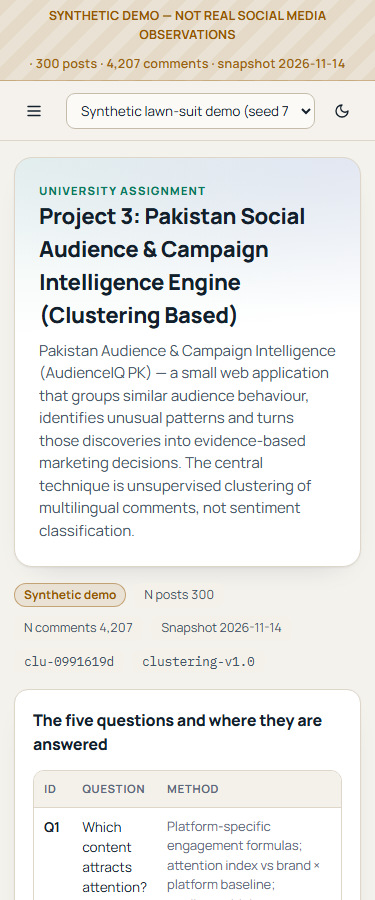 SYNTHETIC DEMO — NOT REAL SOCIAL MEDIA
OBSERVATIONS
· 300 posts · 4,207 comments · snapshot 2026-11-14
Synthetic lawn-suit demo (seed 7
UNIVERSITY ASSIGNMENT
Project 3: Pakistan Social
Audience & Campaign
Intelligence Engine
(Clustering Based)
Pakistan Audience & Campaign Intelligence
(AudienceIQ PK) — a small web application
that groups similar audience behaviour,
identifies unusual patterns and turns
those discoveries into evidence-based
marketing decisions. The central
technique is unsupervised clustering of
multilingual comments, not sentiment
classification.
Synthetic demo N posts 300
N comments 4,207 Snapshot 2026-11-14
clu-0991619d clustering-v1.0
The five questions and where they are
answered
ID QUESTION METHOD
Q1 Which content attracts attention? Platform-specific
engagement formulas;
attention index vs brand ×
platform baseline;